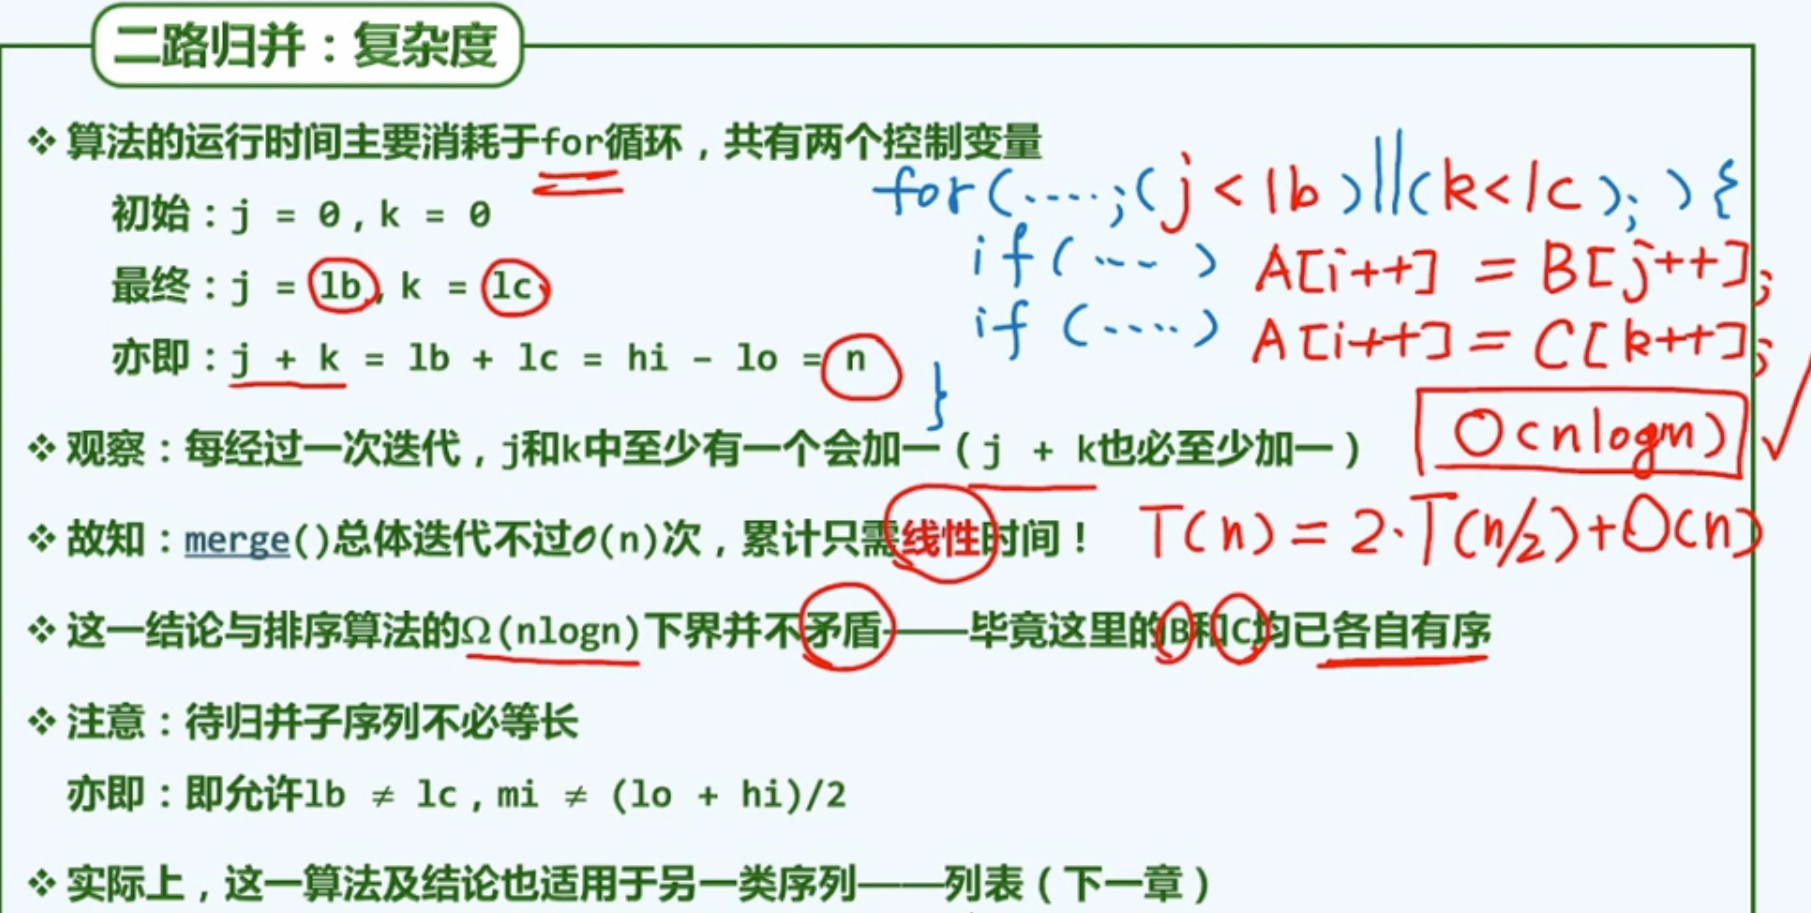 二路归并：复杂度
❖ 算法的运行时间主要消耗于for循环，共有两个控制变量
初始：j = 0，k = 0
for(....;(j<lb)||(k<lc); ){
if(...) A[i++] = B[j++];
最终：j = lb，k = lc
if(....) A[i++] = C[k++];
亦即：j + k = lb + lc = hi - lo = n
}
O(nlogn)
❖ 观察：每经过一次迭代，j和k中至少有一个会加一（j + k也必至少加一）
❖ 故知：merge()总体迭代不过𝒪(n)次，累计只需线性时间！
T(n) = 2·T(n/2)+O(n)
❖ 这一结论与排序算法的Ω(nlogn)下界并不矛盾——毕竟这里的B和C均已各自有序
❖ 注意：待归并子序列不必等长
亦即：即允许lb ≠ lc，mi ≠ (lo + hi)/2
❖ 实际上，这一算法及结论也适用于另一类序列——列表（下一章）